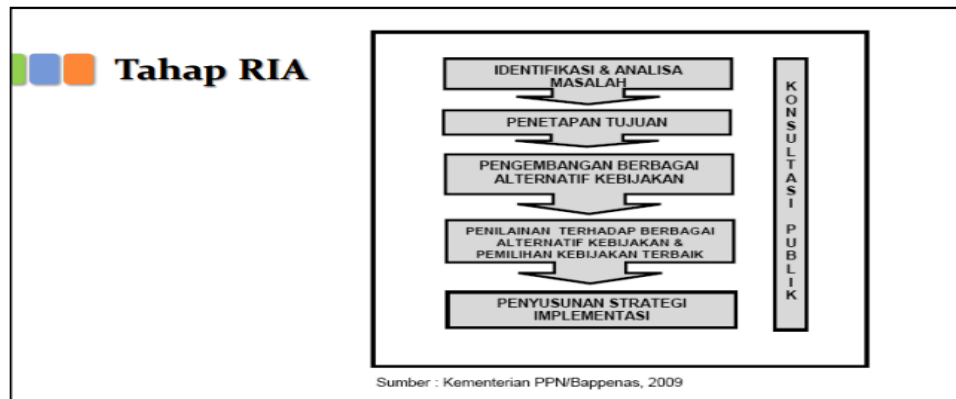 Tahap RIA
IDENTIFIKASI & ANALISA
MASALAH
PENETAPAN TUJUAN
PENGEMBANGAN BERBAGAI
ALTERNATIF KEBIJAKAN
PENILAINAN TERHADAP BERBAGAI
ALTERNATIF KEBIJAKAN &
PEMILIHAN KEBIJAKAN TERBAIK
PENYUSUNAN STRATEGI
IMPLEMENTASI
KONSULTASI PUBLIK
Sumber : Kementerian PPN/Bappenas, 2009